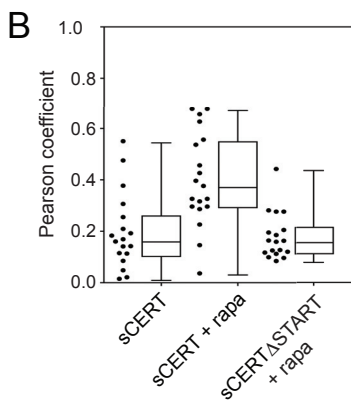 B
1.0
0.8
0.6
0.4
0.2
0.0
Pearson coefficient
sCERT
sCERT + rapa
sCERTΔSTART
+ rapa